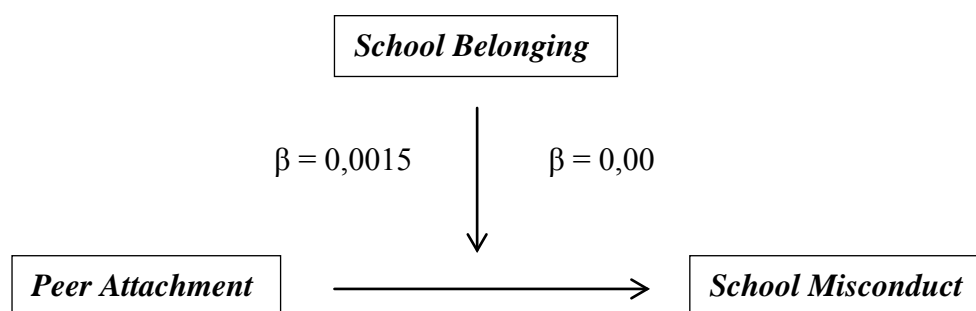 School Belonging
β = 0,0015 β = 0,00
Peer Attachment School Misconduct